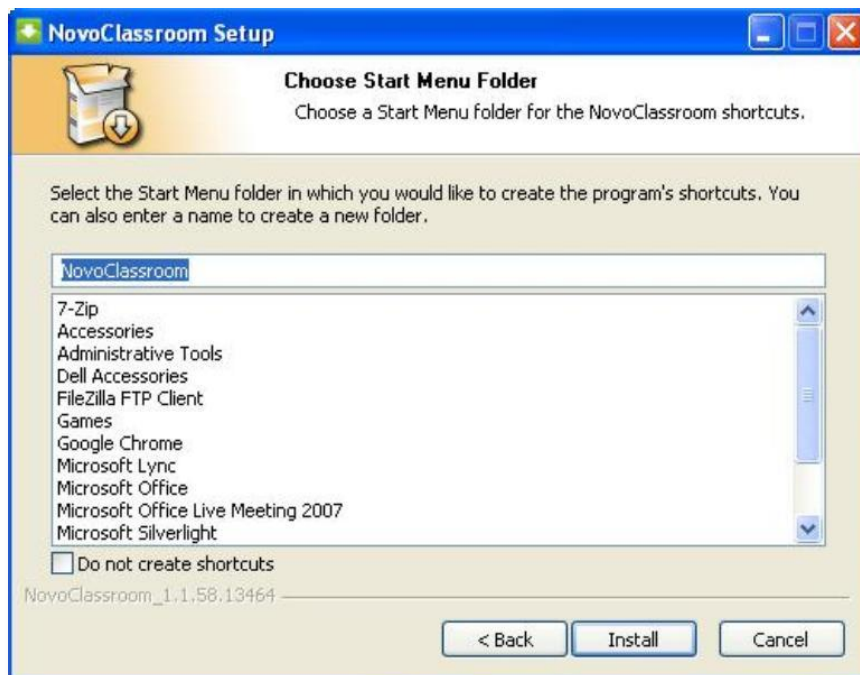 NovoClassroom Setup
Choose Start Menu Folder
Choose a Start Menu folder for the NovoClassroom shortcuts.
Select the Start Menu folder in which you would like to create the program's shortcuts. You
can also enter a name to create a new folder.
NovoClassroom
7-Zip
Accessories
Administrative Tools
Dell Accessories
FileZilla FTP Client
Games
Google Chrome
Microsoft Lync
Microsoft Office
Microsoft Office Live Meeting 2007
Microsoft Silverlight
Do not create shortcuts
NovoClassroom_1.1.58.13464
< Back Install Cancel